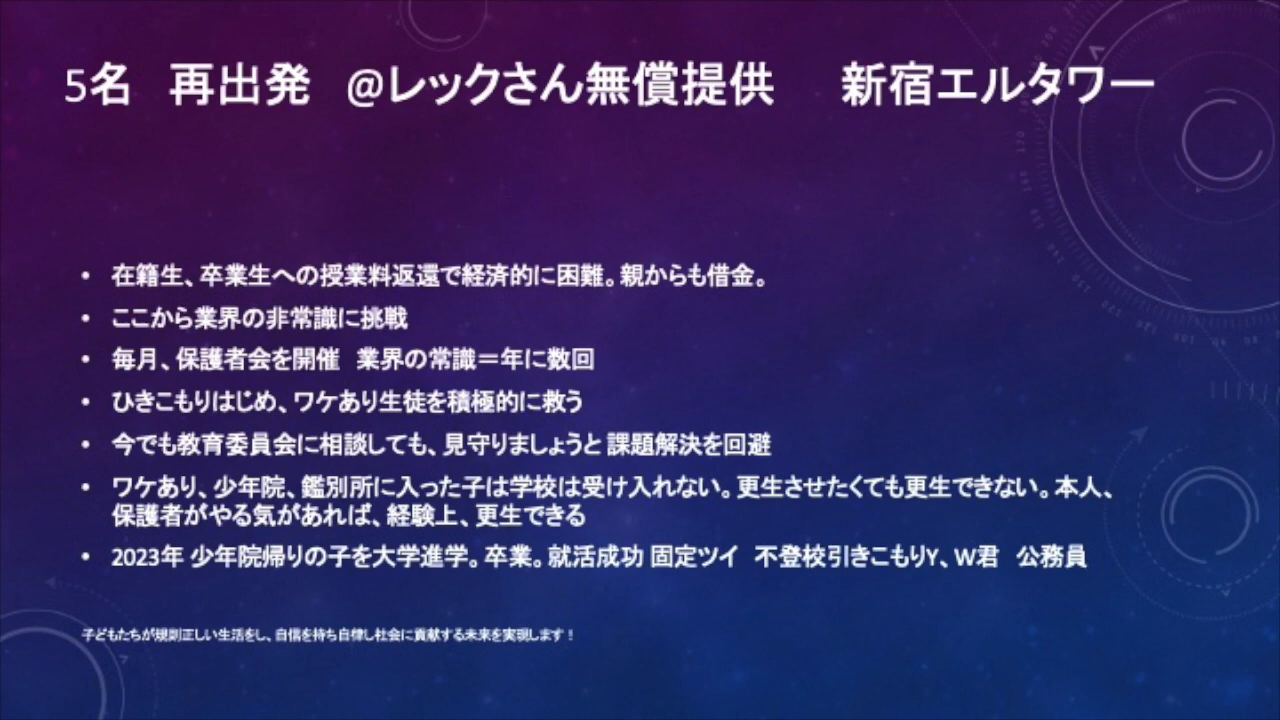 5名　再出発　@レックさん無償提供　　新宿エルタワー
• 在籍生、卒業生への授業料返還で経済的に困難。親からも借金。
• ここから業界の非常識に挑戦
• 毎月、保護者会を開催　業界の常識＝年に数回
• ひきこもりはじめ、ワケあり生徒を積極的に救う
• 今でも教育委員会に相談しても、見守りましょうと 課題解決を回避
• ワケあり、少年院、鑑別所に入った子は学校は受け入れない。更生させたくても更生できない。本人、
保護者がやる気があれば、経験上、更生できる
• 2023年 少年院帰りの子を大学進学。卒業。就活成功 固定ツイ　不登校引きこもりY、W君　公務員
子どもたちが規則正しい生活をし、自信を持ち自律し社会に貢献する未来を実現します！